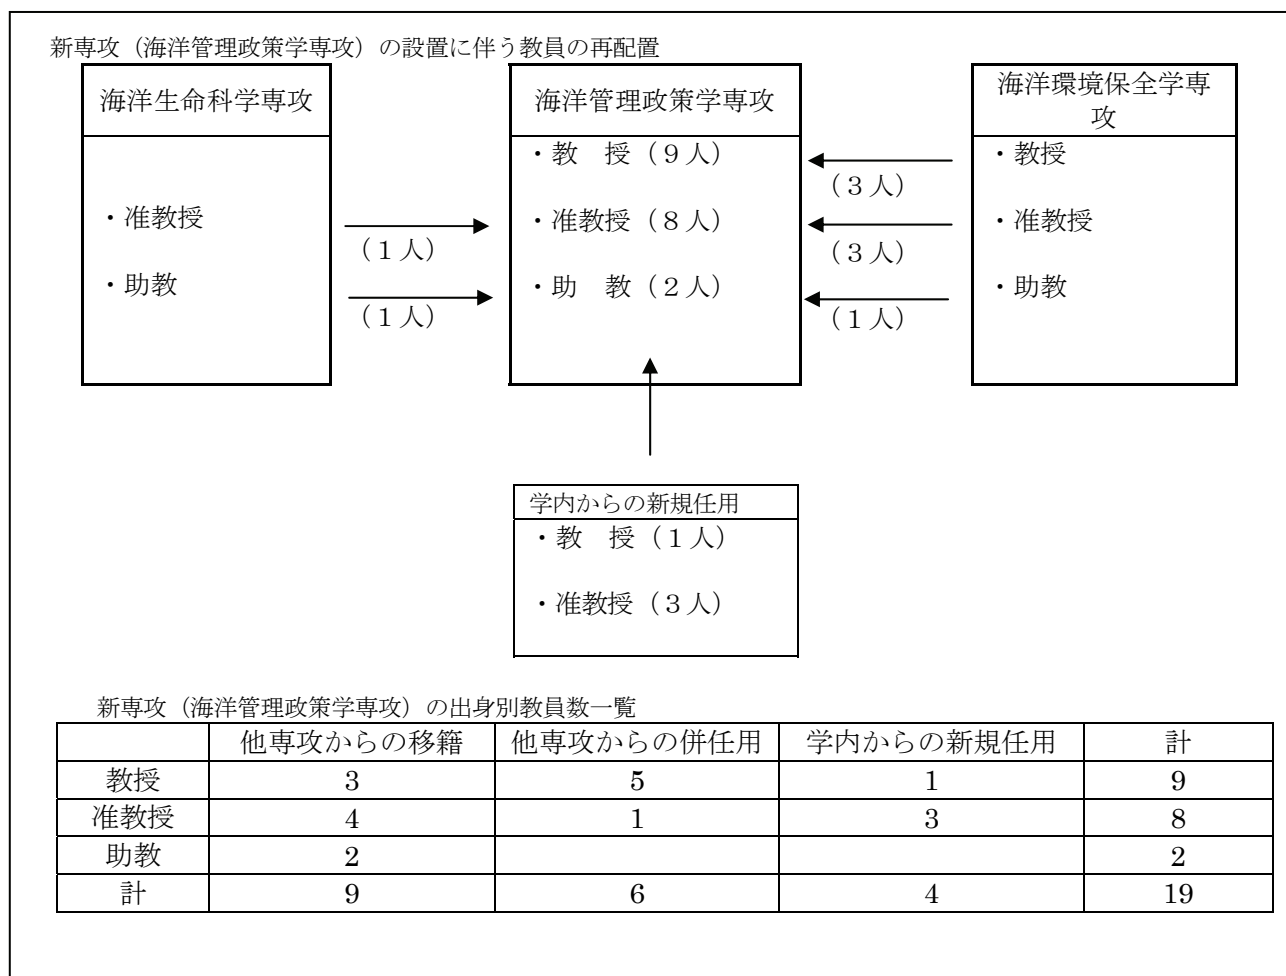 新専攻（海洋管理政策学専攻）の設置に伴う教員の再配置
海洋生命科学専攻
・准教授
・助教
（１人）
（１人）
海洋管理政策学専攻
・教　授（９人）
・准教授（８人）
・助　教（２人）
（３人）
（３人）
（１人）
海洋環境保全学専
攻
・教授
・准教授
・助教
学内からの新規任用
・教　授（１人）
・准教授（３人）
新専攻（海洋管理政策学専攻）の出身別教員数一覧
他専攻からの移籍 他専攻からの併任用 学内からの新規任用 計
教授 3 5 1 9
准教授 4 1 3 8
助教 2 2
計 9 6 4 19